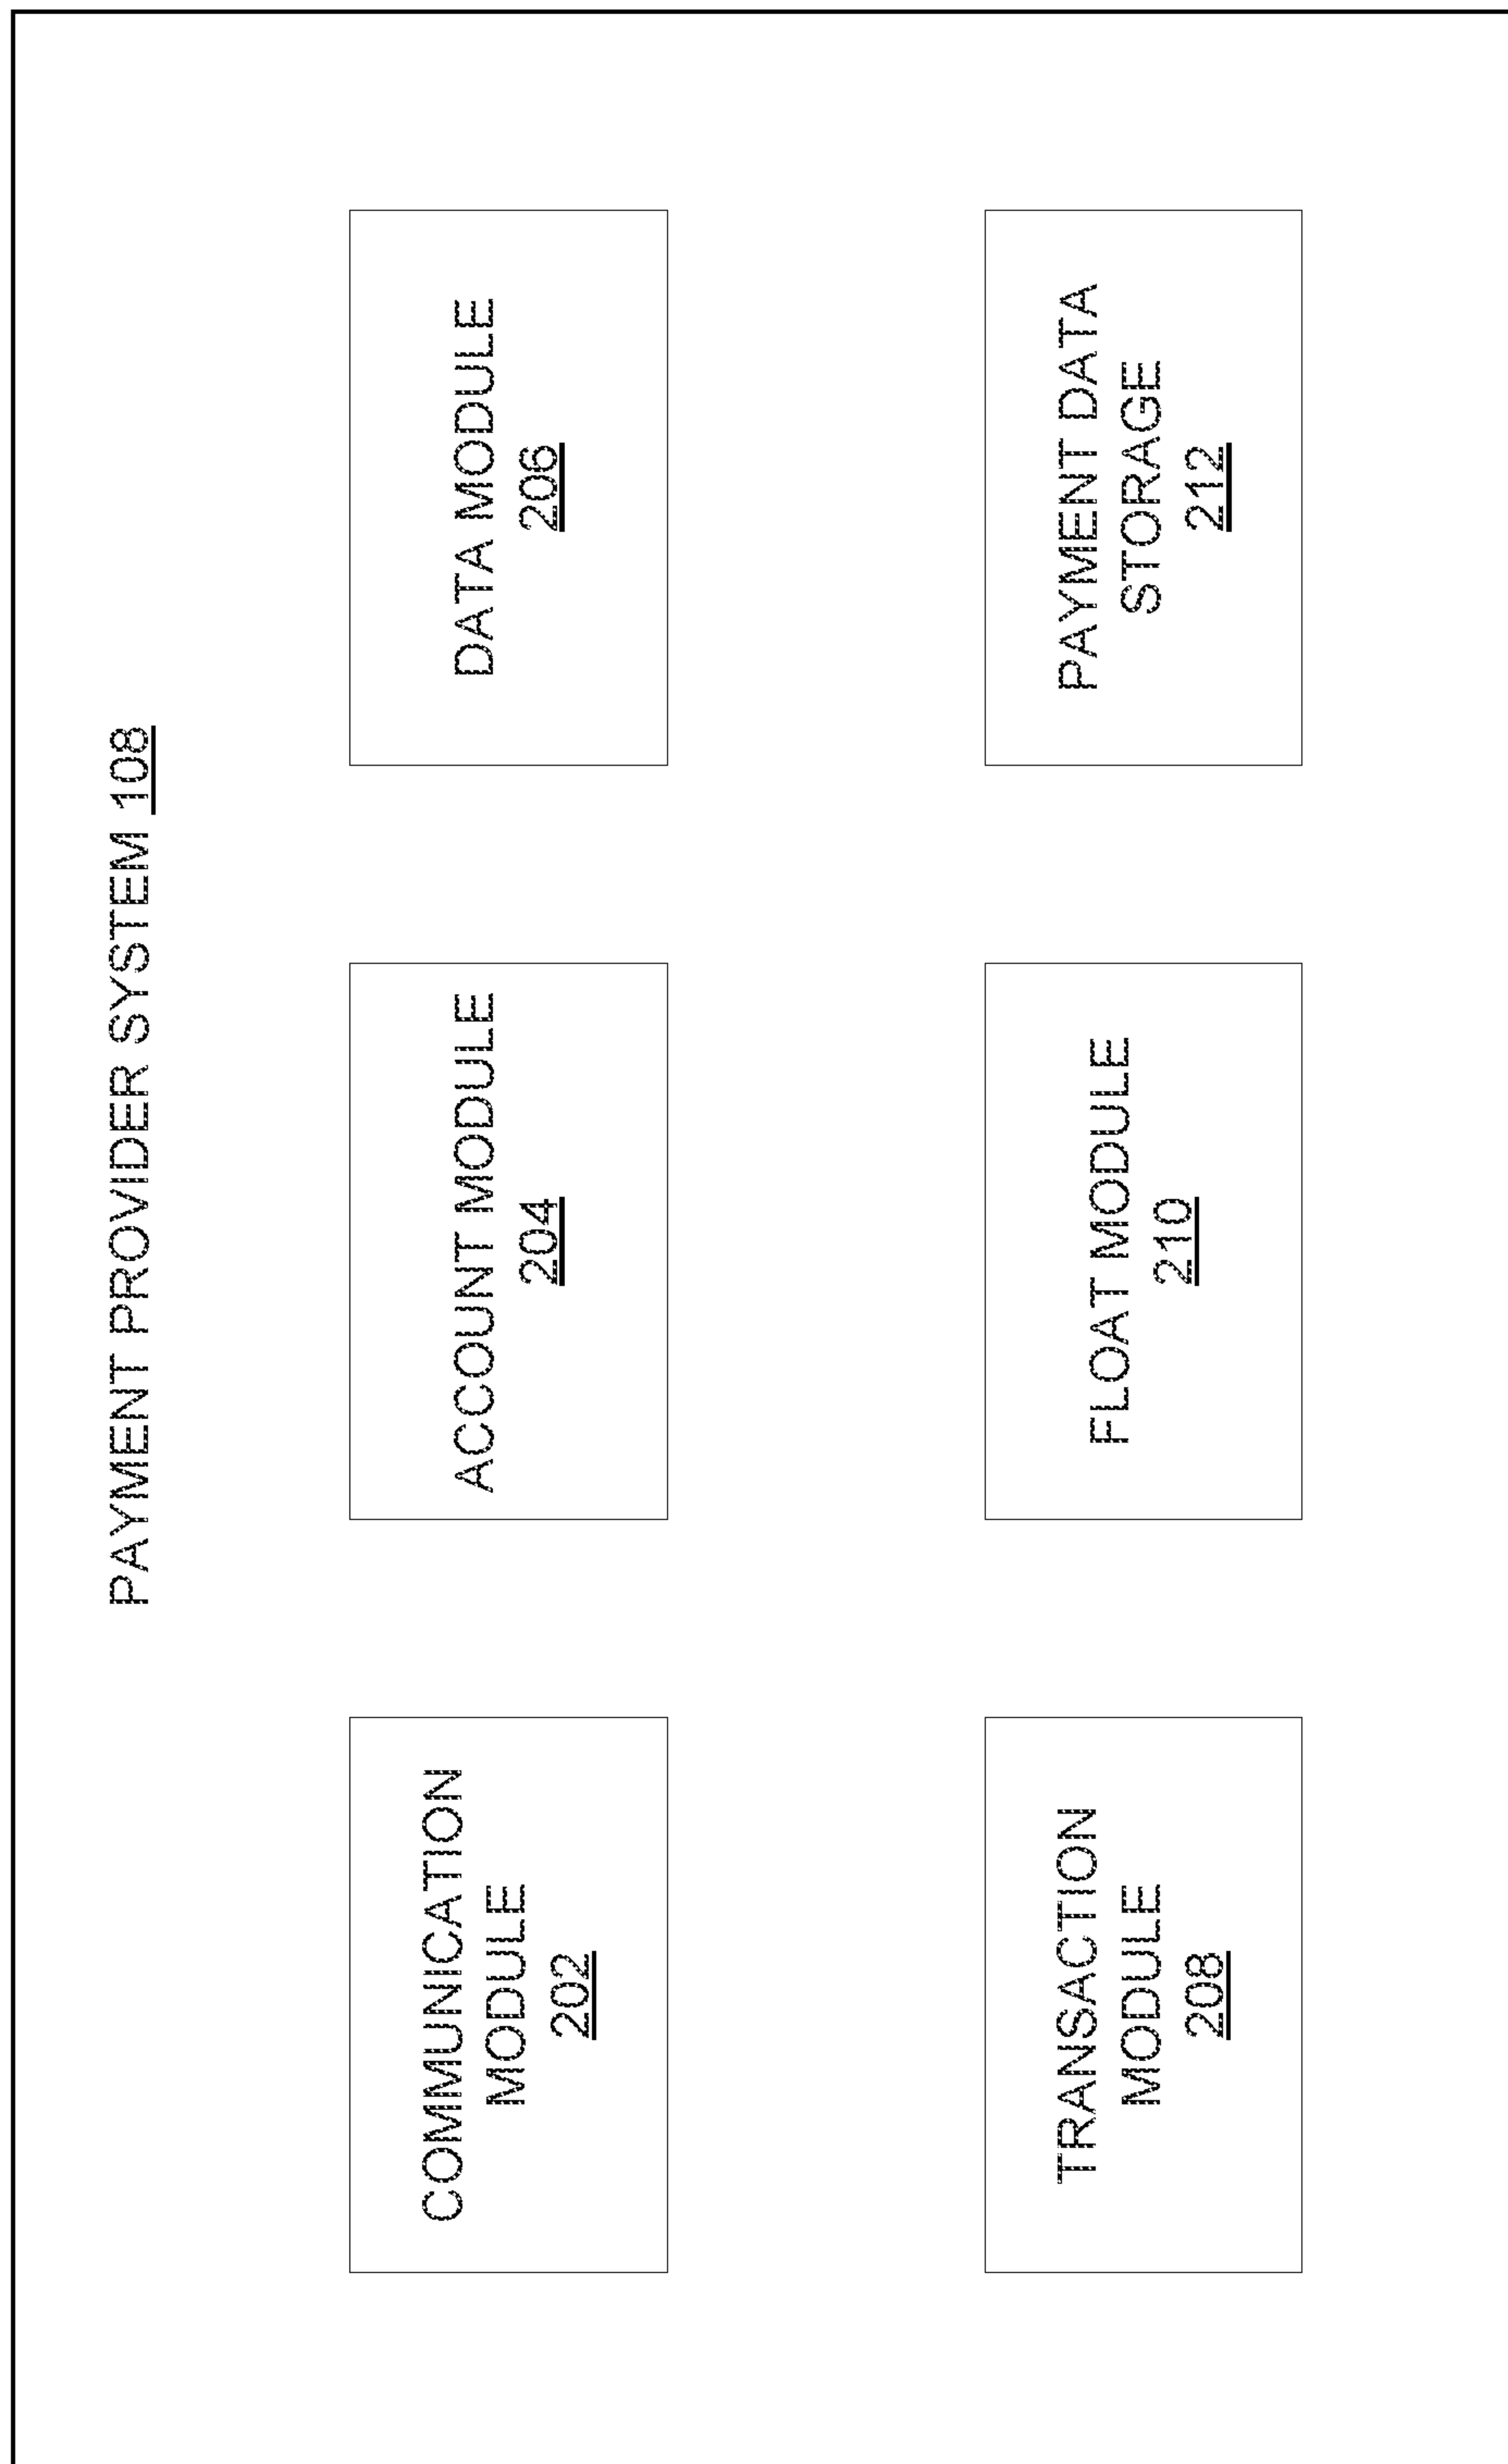 PAYMENT PROVIDER SYSTEM 108
COMMUNICATION
MODULE
202
ACCOUNT MODULE
204
DATA MODULE
206
TRANSACTION
MODULE
208
FLOAT MODULE
210
PAYMENT DATA
STORAGE
212